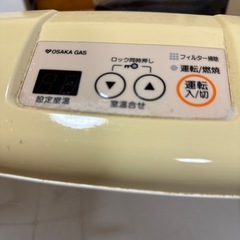 OSAKA GAS
ロック同時押し
フィルター掃除
運転/燃焼
設定室温
室温合せ
運転
入/切